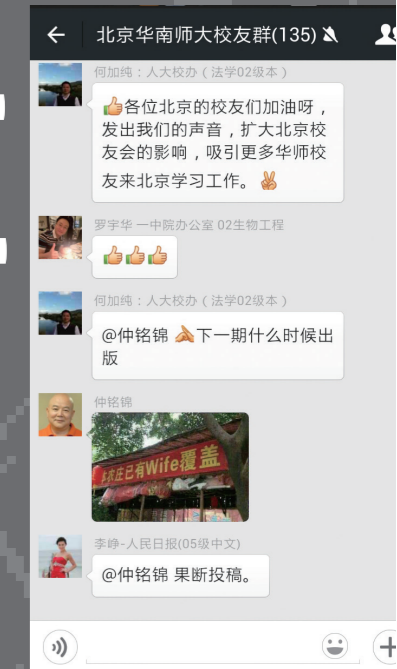 北京华南师大校友群(135)
何加纯：人大校办（法学02级本）
各位北京的校友们加油呀，
发出我们的声音，扩大北京校
友会的影响，吸引更多华师校
友来北京学习工作。
罗宇华 一中院办公室 02生物工程
何加纯：人大校办（法学02级本）
@仲铭锦 下一期什么时候出
版
仲铭锦
本农庄已有Wife覆盖
李峥-人民日报(05级中文)
@仲铭锦 果断投稿。